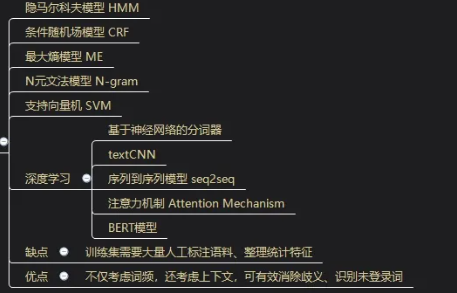 隐马尔科夫模型 HMM
条件随机场模型 CRF
最大熵模型 ME
N元文法模型 N-gram
支持向量机 SVM
深度学习
基于神经网络的分词器
textCNN
序列到序列模型 seq2seq
注意力机制 Attention Mechanism
BERT模型
缺点 训练集需要大量人工标注语料、整理统计特征
优点 不仅考虑词频，还考虑上下文，可有效消除歧义、识别未登录词